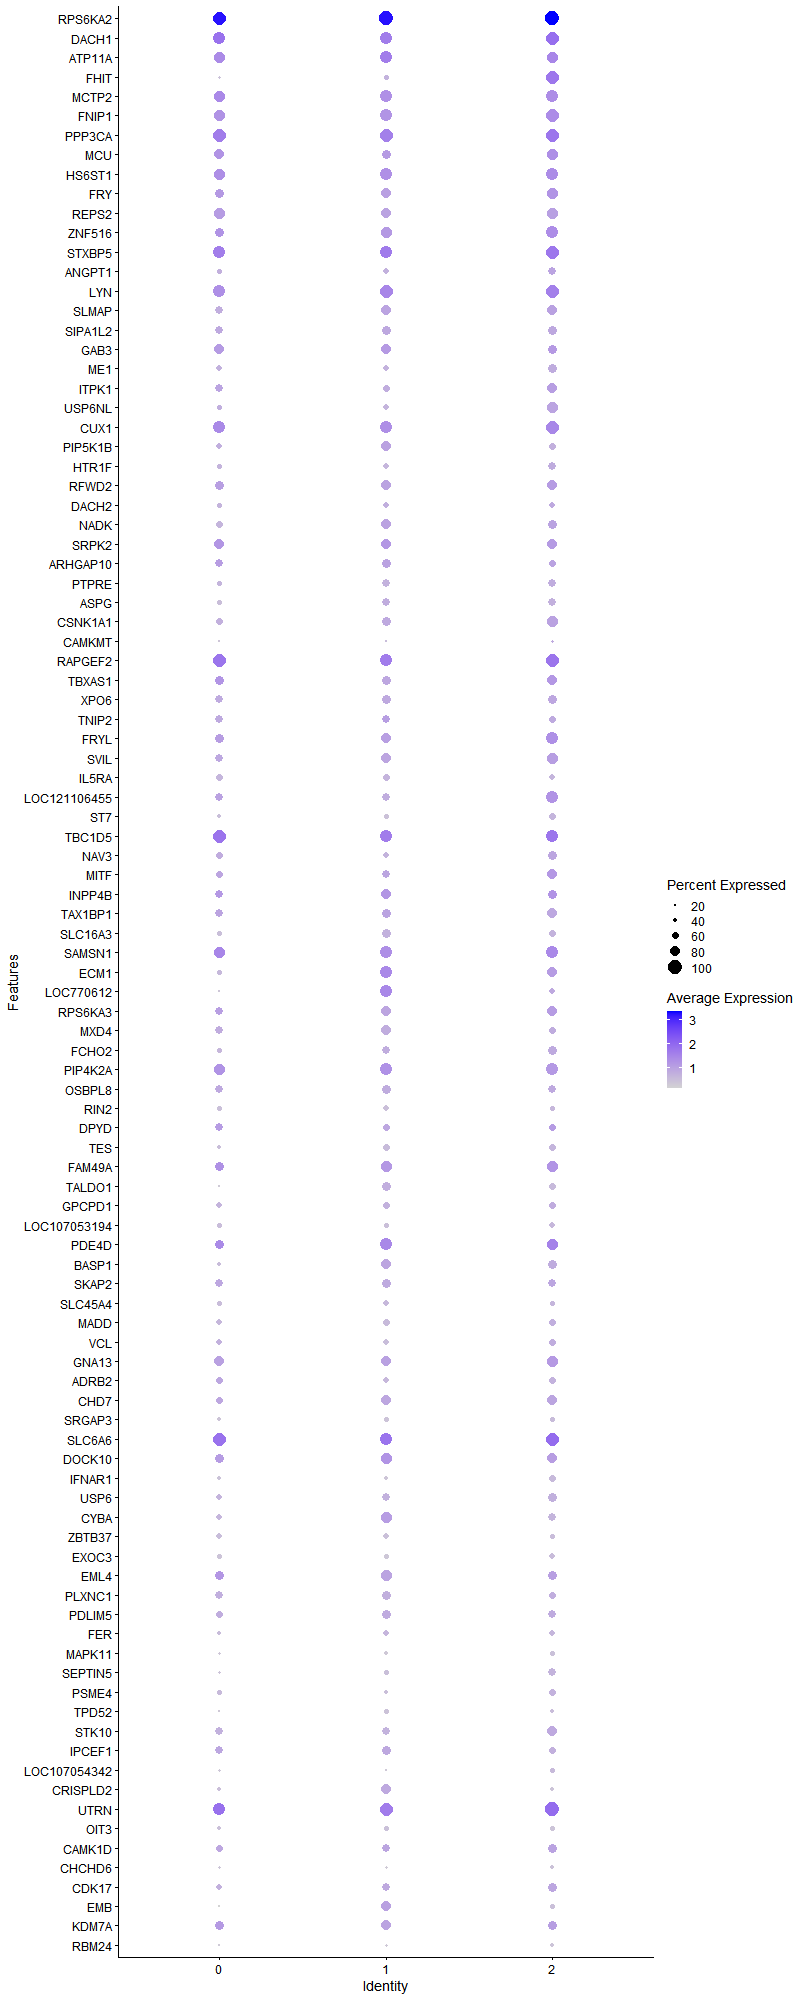 RPS6KA2
DACH1
ATP11A
FHIT
MCTP2
FNIP1
PPP3CA
MCU
HS6ST1
FRY
REPS2
ZNF516
STXBP5
ANGPT1
LYN
SLMAP
SIPA1L2
GAB3
ME1
ITPK1
USP6NL
CUX1
PIP5K1B
HTR1F
RFWD2
DACH2
NADK
SRPK2
ARHGAP10
PTPRE
ASPG
CSNK1A1
CAMKMT
RAPGEF2
TBXAS1
XPO6
TNIP2
FRYL
SVIL
IL5RA
LOC121106455
ST7
TBC1D5
NAV3
MITF
INPP4B
TAX1BP1
SLC16A3
SAMSN1
ECM1
LOC770612
RPS6KA3
MXD4
FCHO2
PIP4K2A
OSBPL8
RIN2
DPYD
TES
FAM49A
TALDO1
GPCPD1
LOC107053194
PDE4D
BASP1
SKAP2
SLC45A4
MADD
VCL
GNA13
ADRB2
CHD7
SRGAP3
SLC6A6
DOCK10
IFNAR1
USP6
CYBA
ZBTB37
EXOC3
EML4
PLXNC1
PDLIM5
FER
MAPK11
SEPTIN5
PSME4
TPD52
STK10
IPCEF1
LOC107054342
CRISPLD2
UTRN
OIT3
CAMK1D
CHCHD6
CDK17
EMB
KDM7A
RBM24
Features
0 1 2
Identity
Percent Expressed
20
40
60
80
100
Average Expression
3
2
1